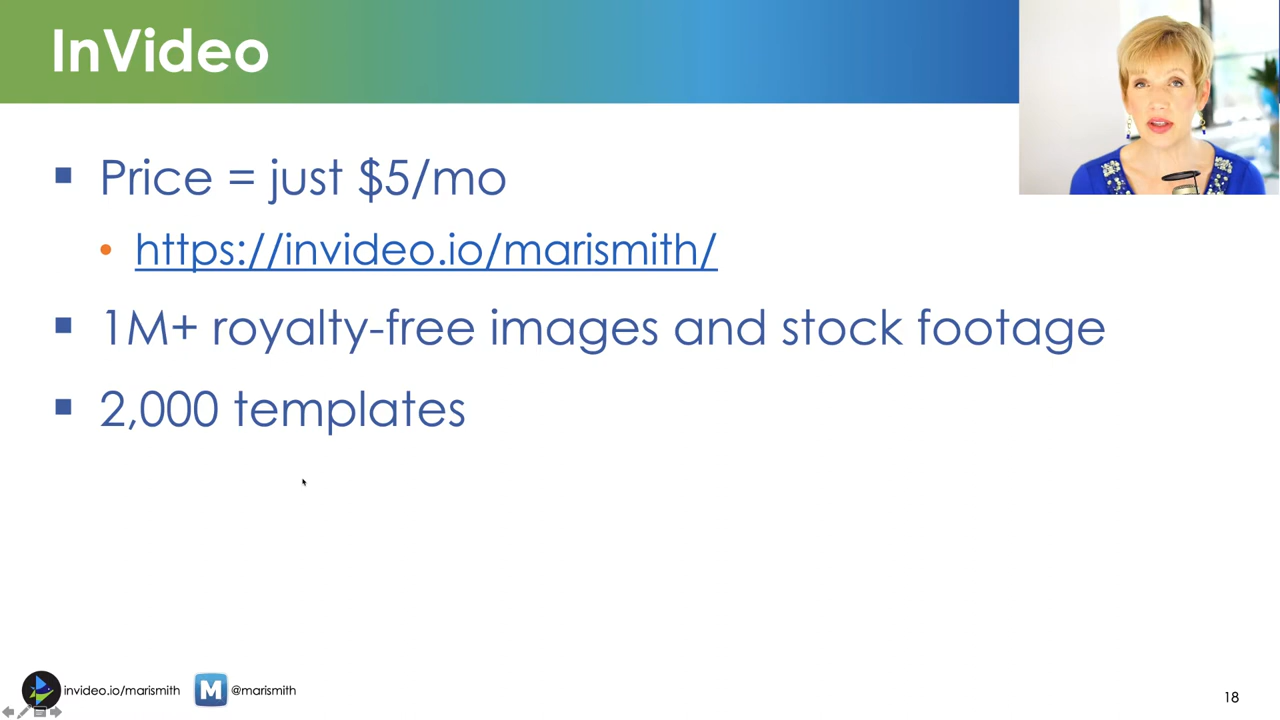 InVideo
Price = just $5/mo
https://invideo.io/marismith/
1M+ royalty-free images and stock footage
2,000 templates
invideo.io/marismith
M
@marismith
18